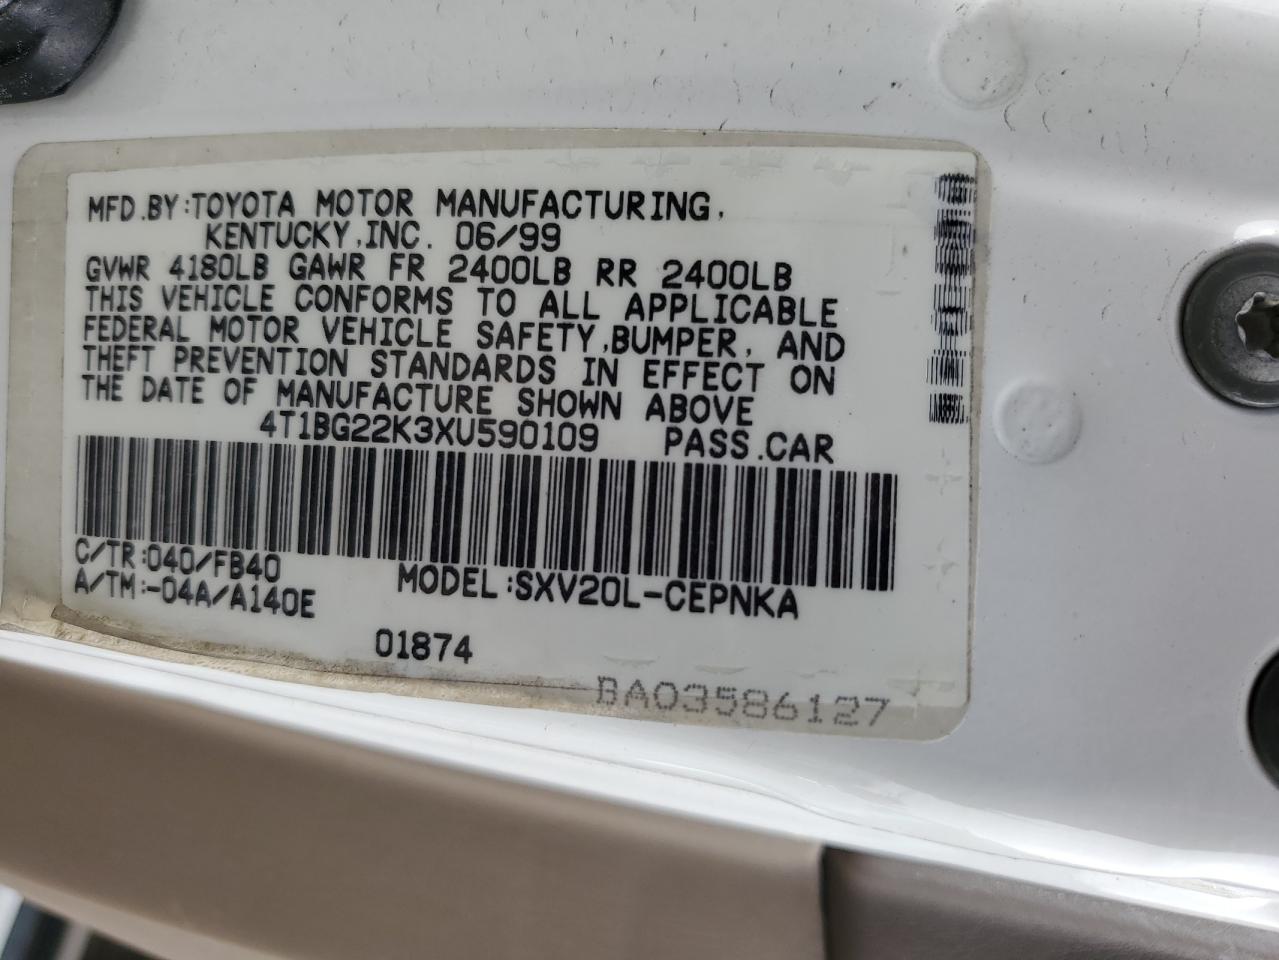 MFD.BY:TOYOTA MOTOR MANUFACTURING,
KENTUCKY,INC. 06/99
GVWR 4180LB GAWR FR 2400LB RR 2400LB
THIS VEHICLE CONFORMS TO ALL APPLICABLE
FEDERAL MOTOR VEHICLE SAFETY,BUMPER, AND
THEFT PREVENTION STANDARDS IN EFFECT ON
THE DATE OF MANUFACTURE SHOWN ABOVE
4T1BG22K3XU590109 PASS.CAR
C/TR:040/FB40
A/TM:-04A/A140E
MODEL:SXV20L-CEPNKA
01874
BA03586127